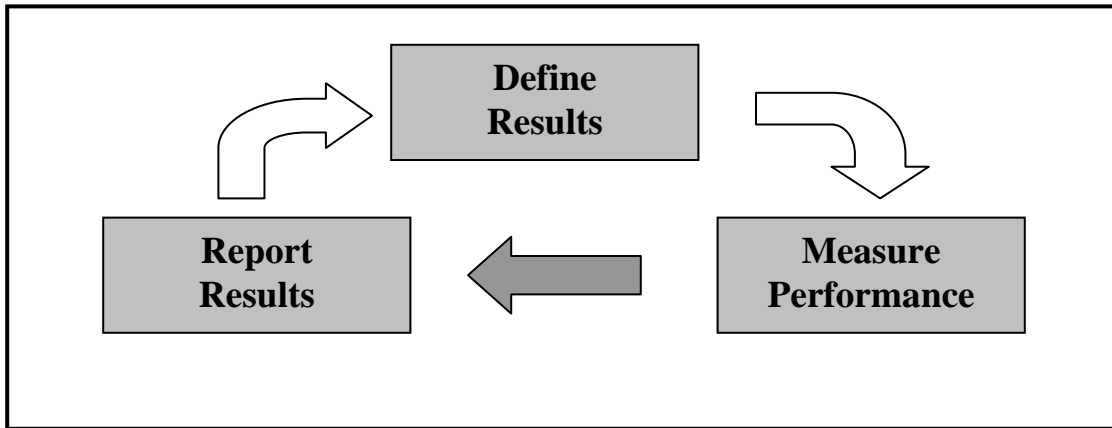 Define
Results
Report
Results
Measure
Performance